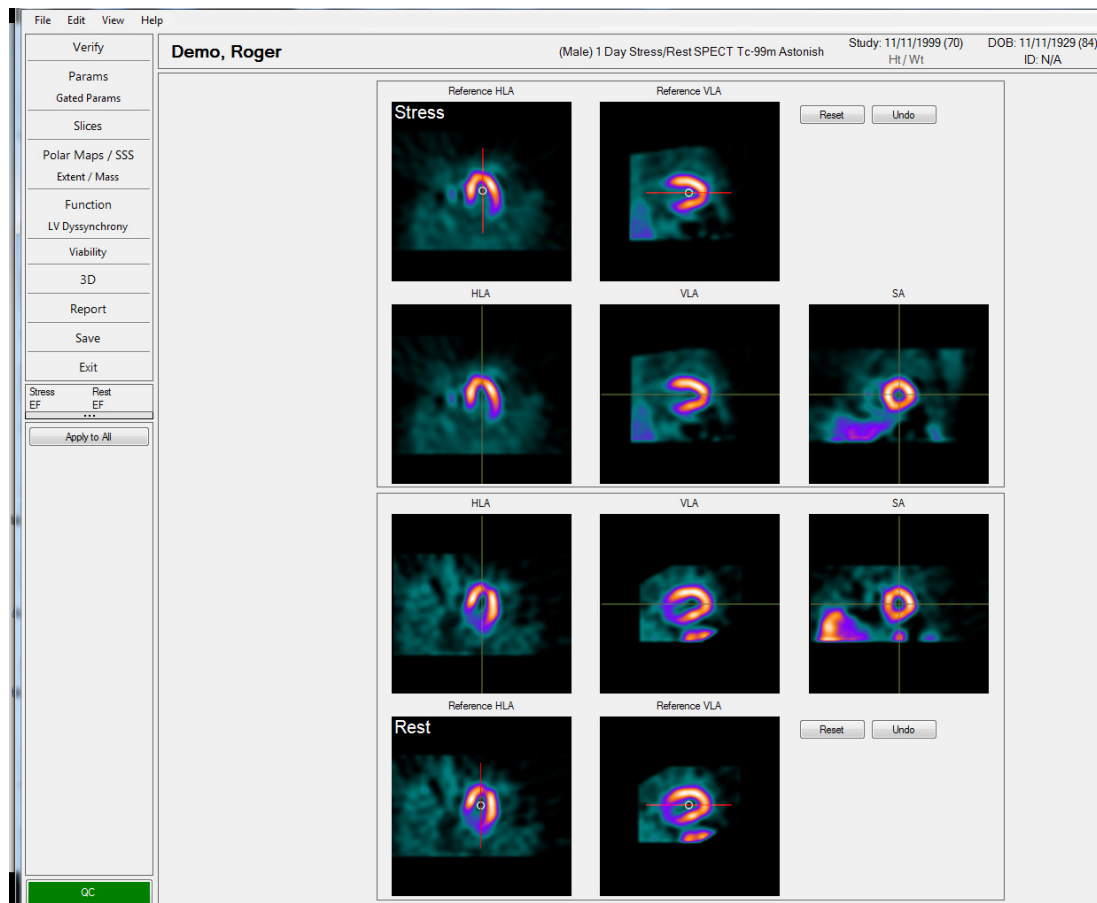 File Edit View Help
Verify
Params
Gated Params
Slices
Polar Maps / SSS
Extent / Mass
Function
LV Dyssynchrony
Viability
3D
Report
Save
Exit
Stress Rest
EF EF
...
Apply to All
QC
Demo, Roger
(Male) 1 Day Stress/Rest SPECT Tc-99m Astonish
Study: 11/11/1999 (70)
Ht / Wt
DOB: 11/11/1929 (84)
ID: N/A
Reference HLA Reference VLA
Stress
Reset Undo
HLA VLA SA
HLA VLA SA
Reference HLA Reference VLA
Rest
Reset Undo